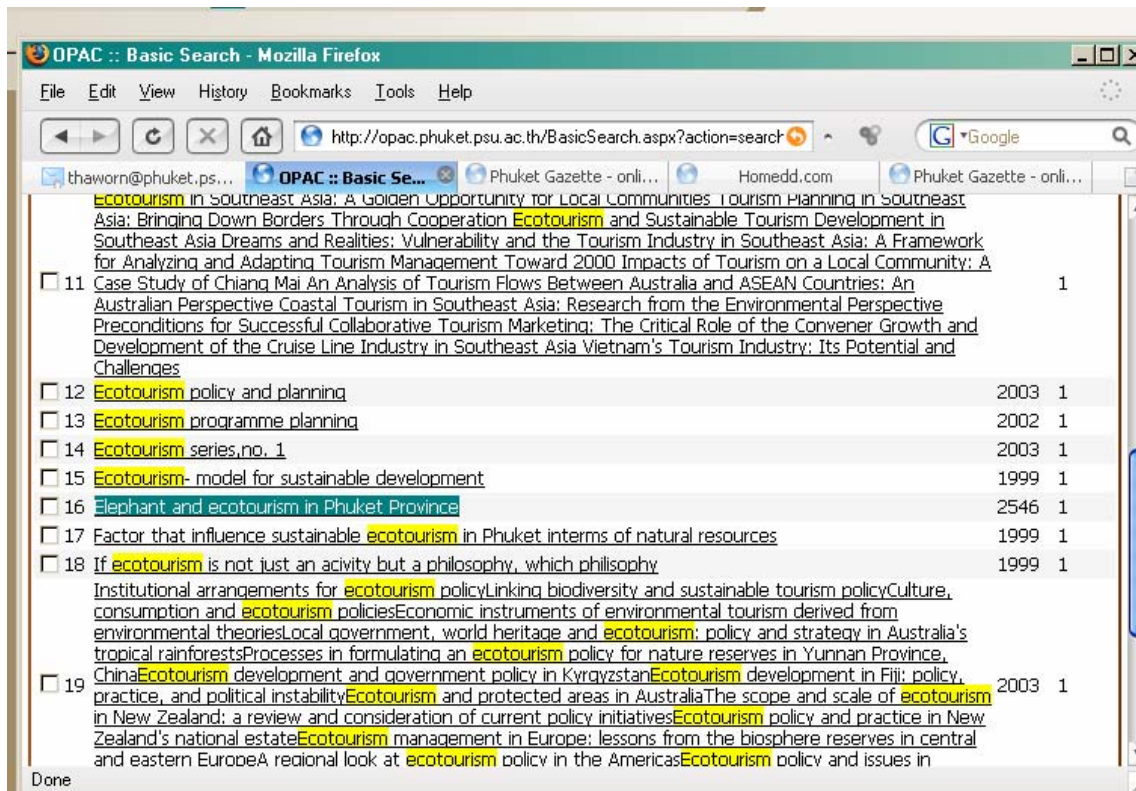 OPAC :: Basic Search - Mozilla Firefox
File Edit View History Bookmarks Tools Help
http://opac.phuket.psu.ac.th/BasicSearch.aspx?action=search
Google
thaworn@phuket.ps... OPAC :: Basic Se... Phuket Gazette - onli... Homedd.com Phuket Gazette - onli...
Ecotourism in Southeast Asia: A Golden Opportunity for Local Communities Tourism Planning in Southeast
Asia: Bringing Down Borders Through Cooperation Ecotourism and Sustainable Tourism Development in
Southeast Asia Dreams and Realities: Vulnerability and the Tourism Industry in Southeast Asia: A Framework
for Analyzing and Adapting Tourism Management Toward 2000 Impacts of Tourism on a Local Community: A
11 Case Study of Chiang Mai An Analysis of Tourism Flows Between Australia and ASEAN Countries: An 1
Australian Perspective Coastal Tourism in Southeast Asia: Research from the Environmental Perspective
Preconditions for Successful Collaborative Tourism Marketing: The Critical Role of the Convener Growth and
Development of the Cruise Line Industry in Southeast Asia Vietnam's Tourism Industry: Its Potential and
Challenges
12 Ecotourism policy and planning 2003 1
13 Ecotourism programme planning 2002 1
14 Ecotourism series,no. 1 2003 1
15 Ecotourism- model for sustainable development 1999 1
16 Elephant and ecotourism in Phuket Province 2546 1
17 Factor that influence sustainable ecotourism in Phuket interms of natural resources 1999 1
18 If ecotourism is not just an acivity but a philosophy, which philisophy 1999 1
Institutional arrangements for ecotourism policyLinking biodiversity and sustainable tourism policyCulture,
consumption and ecotourism policiesEconomic instruments of environmental tourism derived from
environmental theoriesLocal government, world heritage and ecotourism: policy and strategy in Australia's
tropical rainforestsProcesses in formulating an ecotourism policy for nature reserves in Yunnan Province,
19 ChinaEcotourism development and government policy in KyrgyzstanEcotourism development in Fiji: policy, 2003 1
practice, and political instabilityEcotourism and protected areas in AustraliaThe scope and scale of ecotourism
in New Zealand: a review and consideration of current policy initiativesEcotourism policy and practice in New
Zealand's national estateEcotourism management in Europe: lessons from the biosphere reserves in central
and eastern EuropeA regional look at ecotourism policy in the AmericasEcotourism policy and issues in
Done